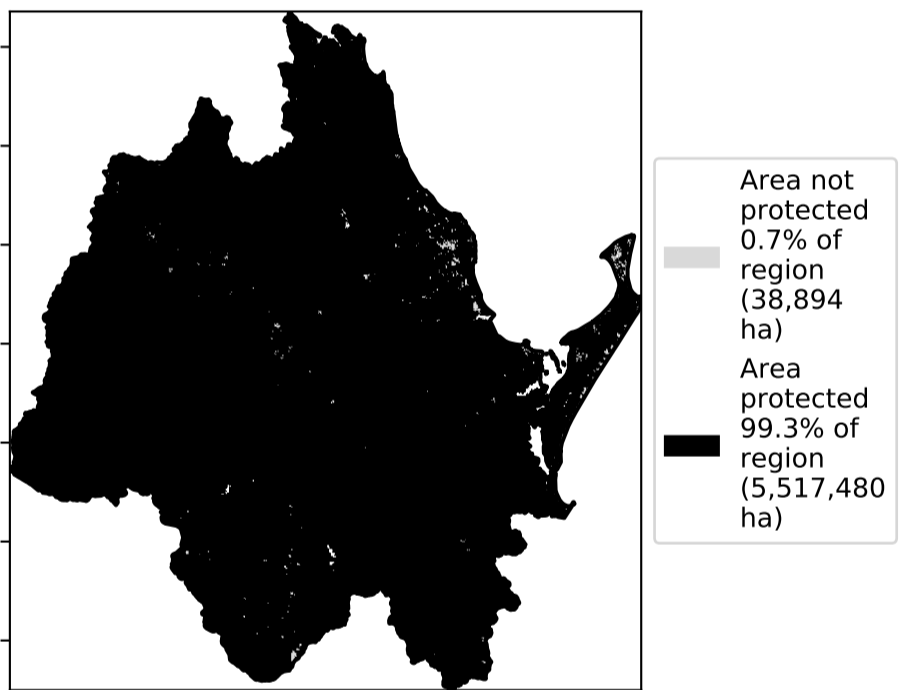 Area not
protected
0.7% of
region
(38,894
ha)
Area
protected
99.3% of
region
(5,517,480
ha)